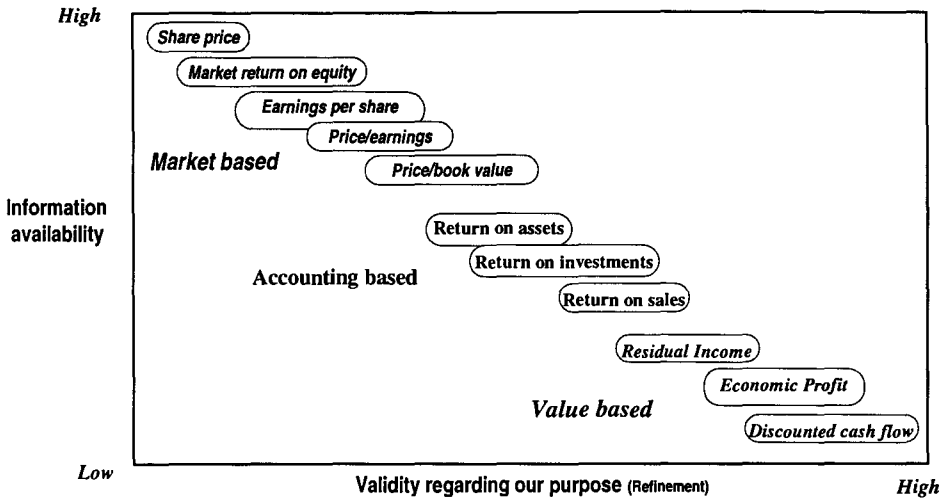 High
Share price
Market return on equity
Earnings per share
Price/earnings
Market based
Price/book value
Information
availability
Return on assets
Return on investments
Accounting based
Return on sales
Residual Income
Economic Profit
Value based
Discounted cash flow
Low
Validity regarding our purpose (Refinement)
High